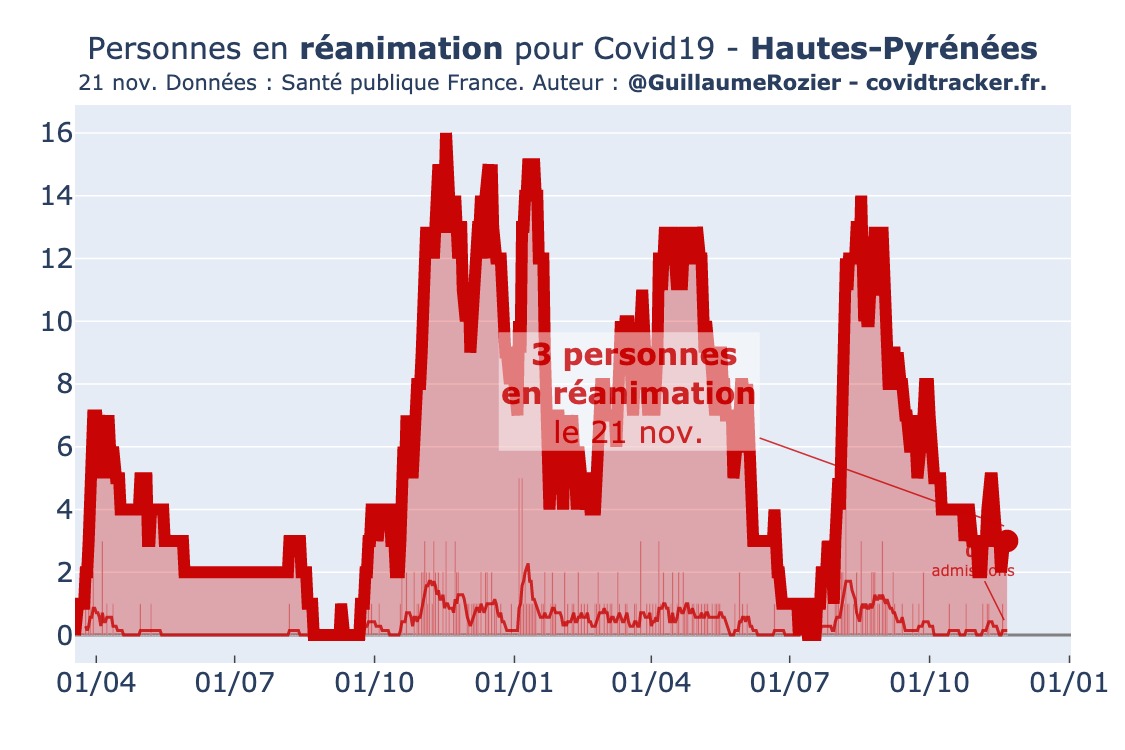 Personnes en réanimation pour Covid19 - Hautes-Pyrénées
21 nov. Données : Santé publique France. Auteur : @GuillaumeRozier - covidtracker.fr.
16
14
12
10
8
6
4
2
0
3 personnes
en réanimation
le 21 nov.
admissions
01/04
01/07
01/10
01/01
01/04
01/07
01/10
01/01